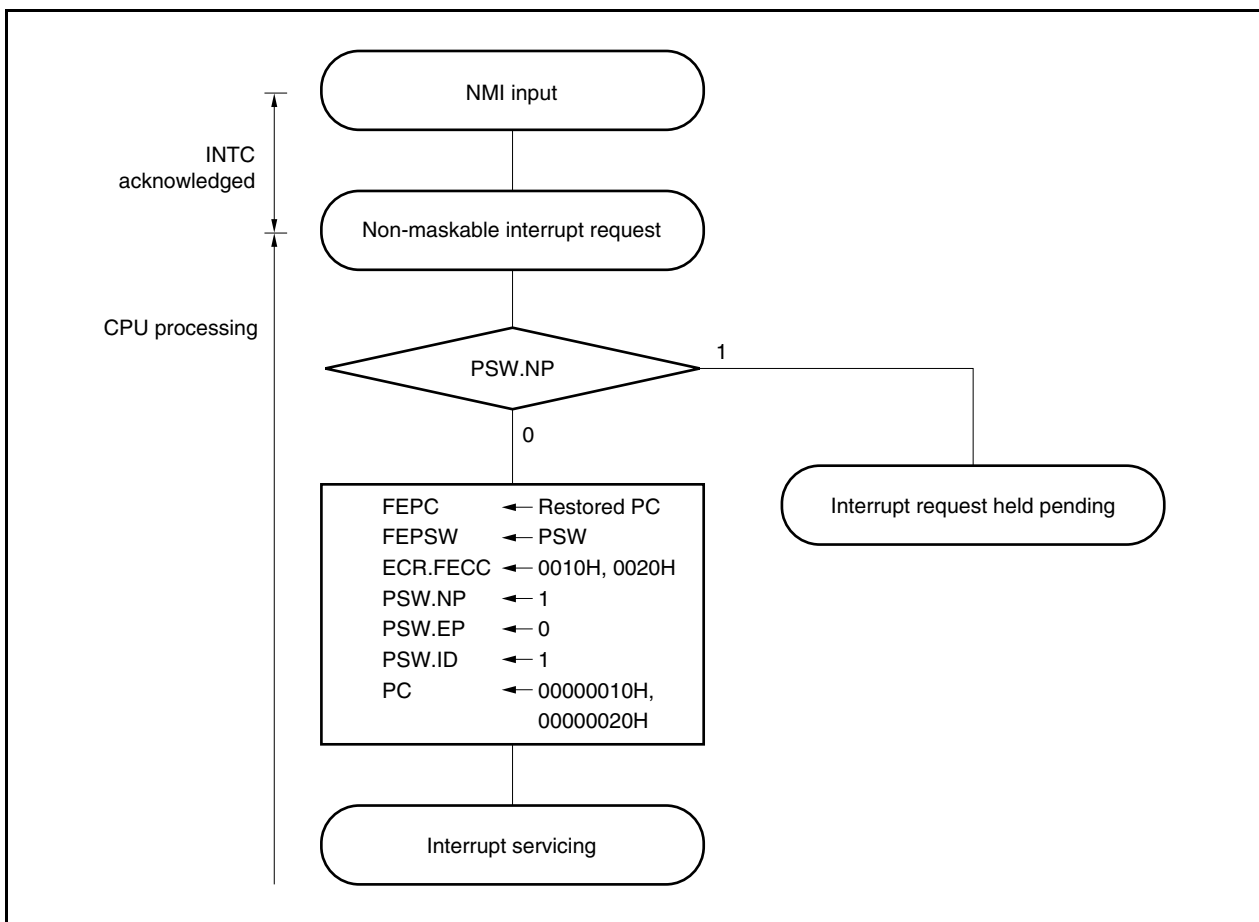 NMI input
INTC
acknowledged
Non-maskable interrupt request
CPU processing
PSW.NP
1
0
FEPC ← Restored PC
FEPSW ← PSW
ECR.FECC ← 0010H, 0020H
PSW.NP ← 1
PSW.EP ← 0
PSW.ID ← 1
PC ← 00000010H,
00000020H
Interrupt request held pending
Interrupt servicing